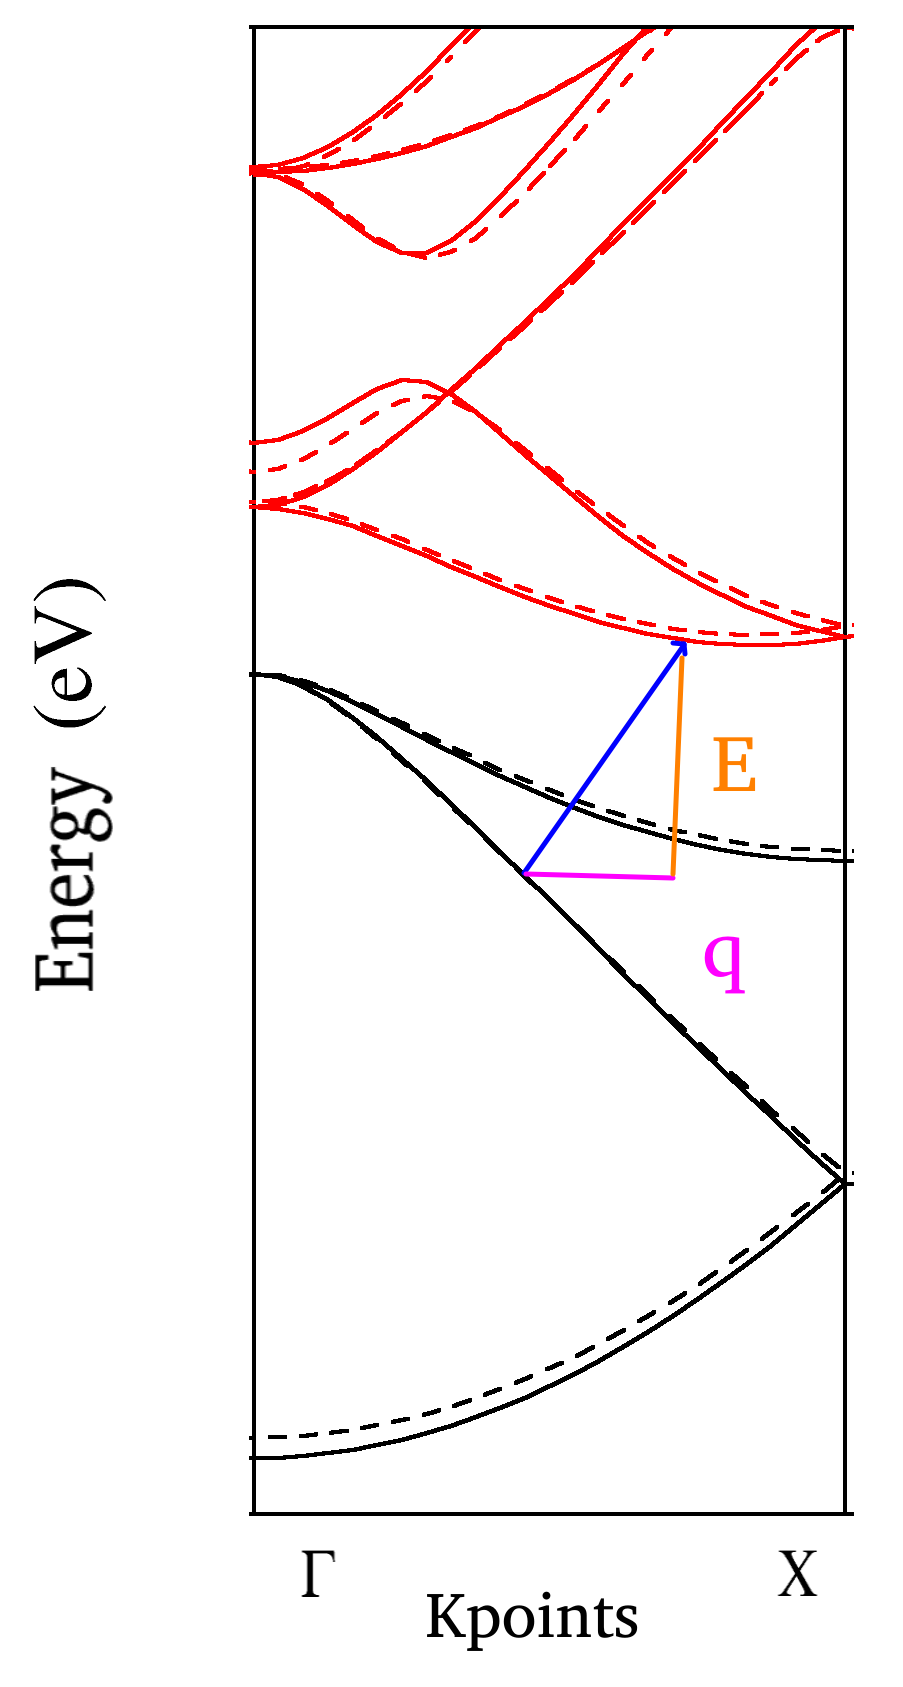 Energy (eV)
E
q
Γ X
Kpoints